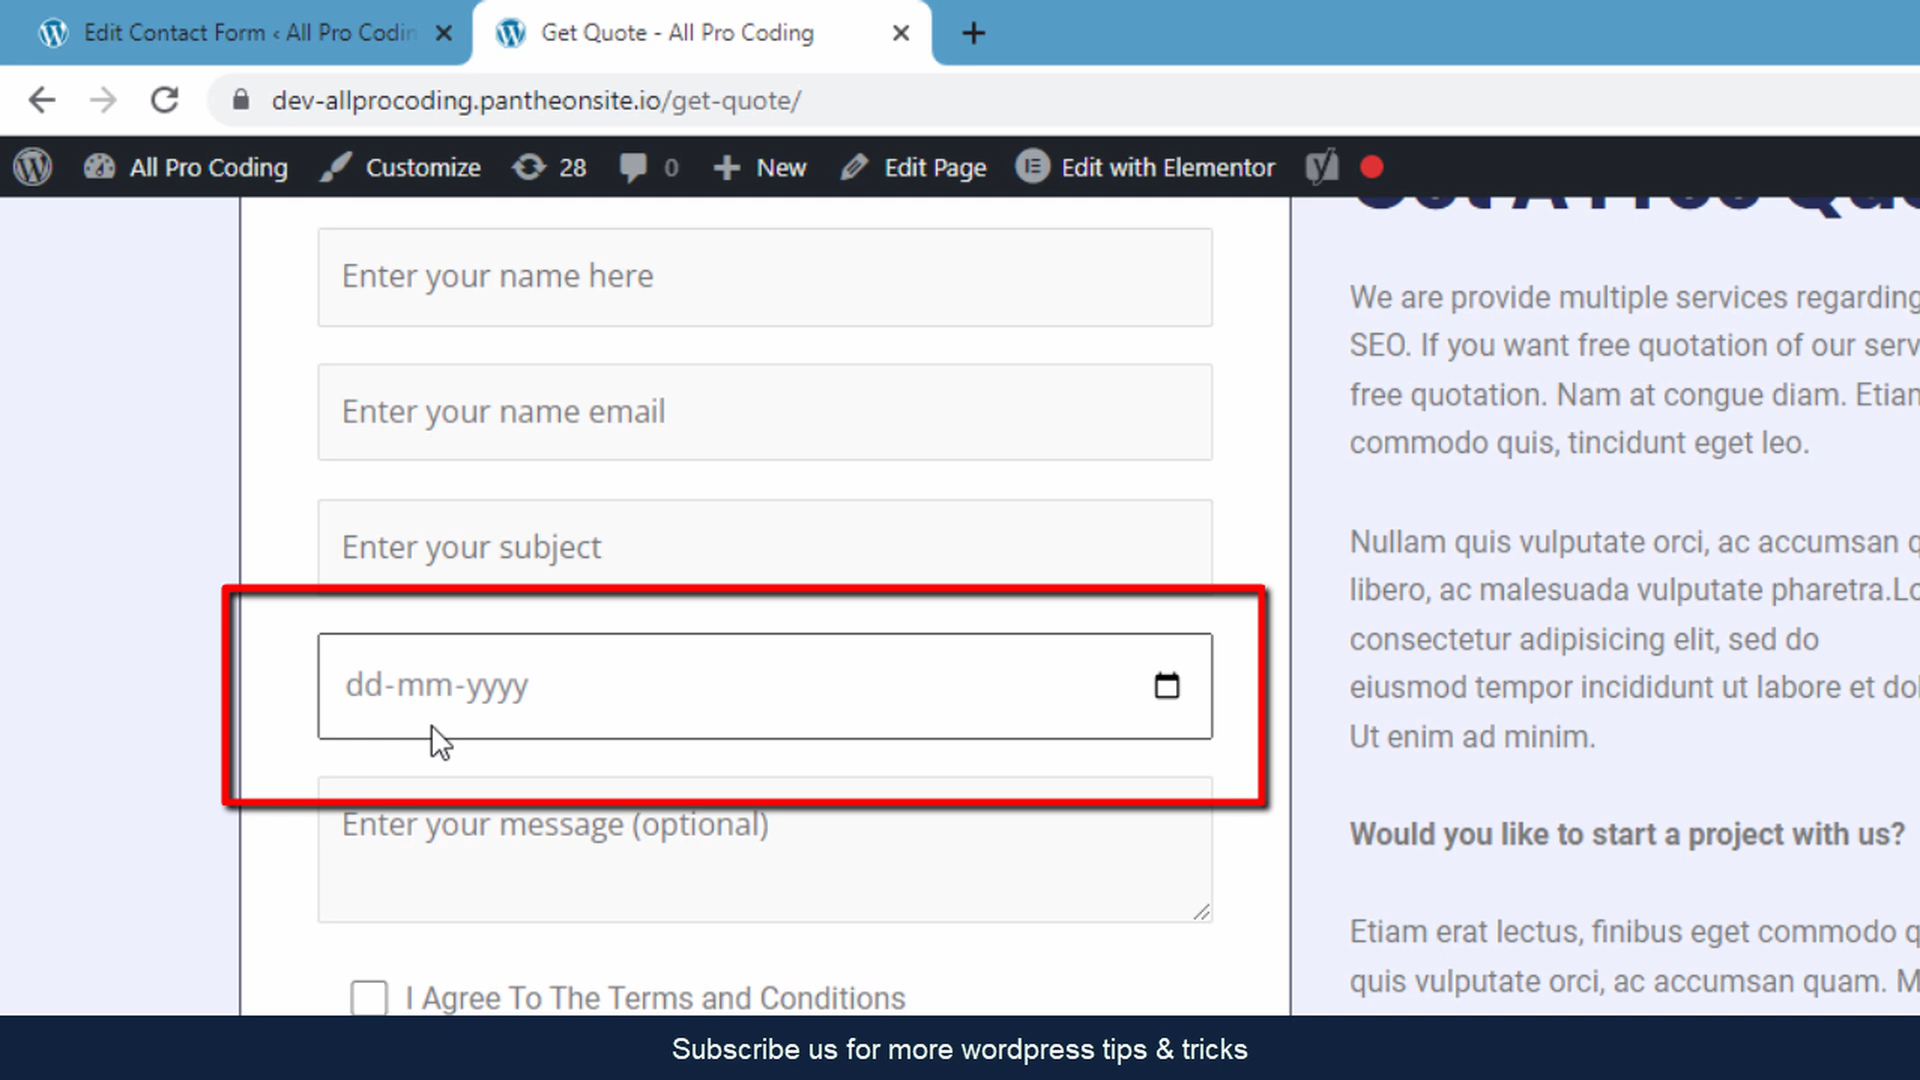 Edit Contact Form ‹ All Pro Codin
Get Quote - All Pro Coding
dev-allprocoding.pantheonsite.io/get-quote/
All Pro Coding
Customize
28
0
New
Edit Page
Edit with Elementor
Enter your name here
Enter your name email
Enter your subject
dd-mm-yyyy
Enter your message (optional)
I Agree To The Terms and Conditions
We are provide multiple services regarding
SEO. If you want free quotation of our serv
free quotation. Nam at congue diam. Etiam
commodo quis, tincidunt eget leo.
Nullam quis vulputate orci, ac accumsan q
libero, ac malesuada vulputate pharetra.Lo
consectetur adipisicing elit, sed do
eiusmod tempor incididunt ut labore et dol
Ut enim ad minim.
Would you like to start a project with us?
Etiam erat lectus, finibus eget commodo q
quis vulputate orci, ac accumsan quam. M
Subscribe us for more wordpress tips & tricks